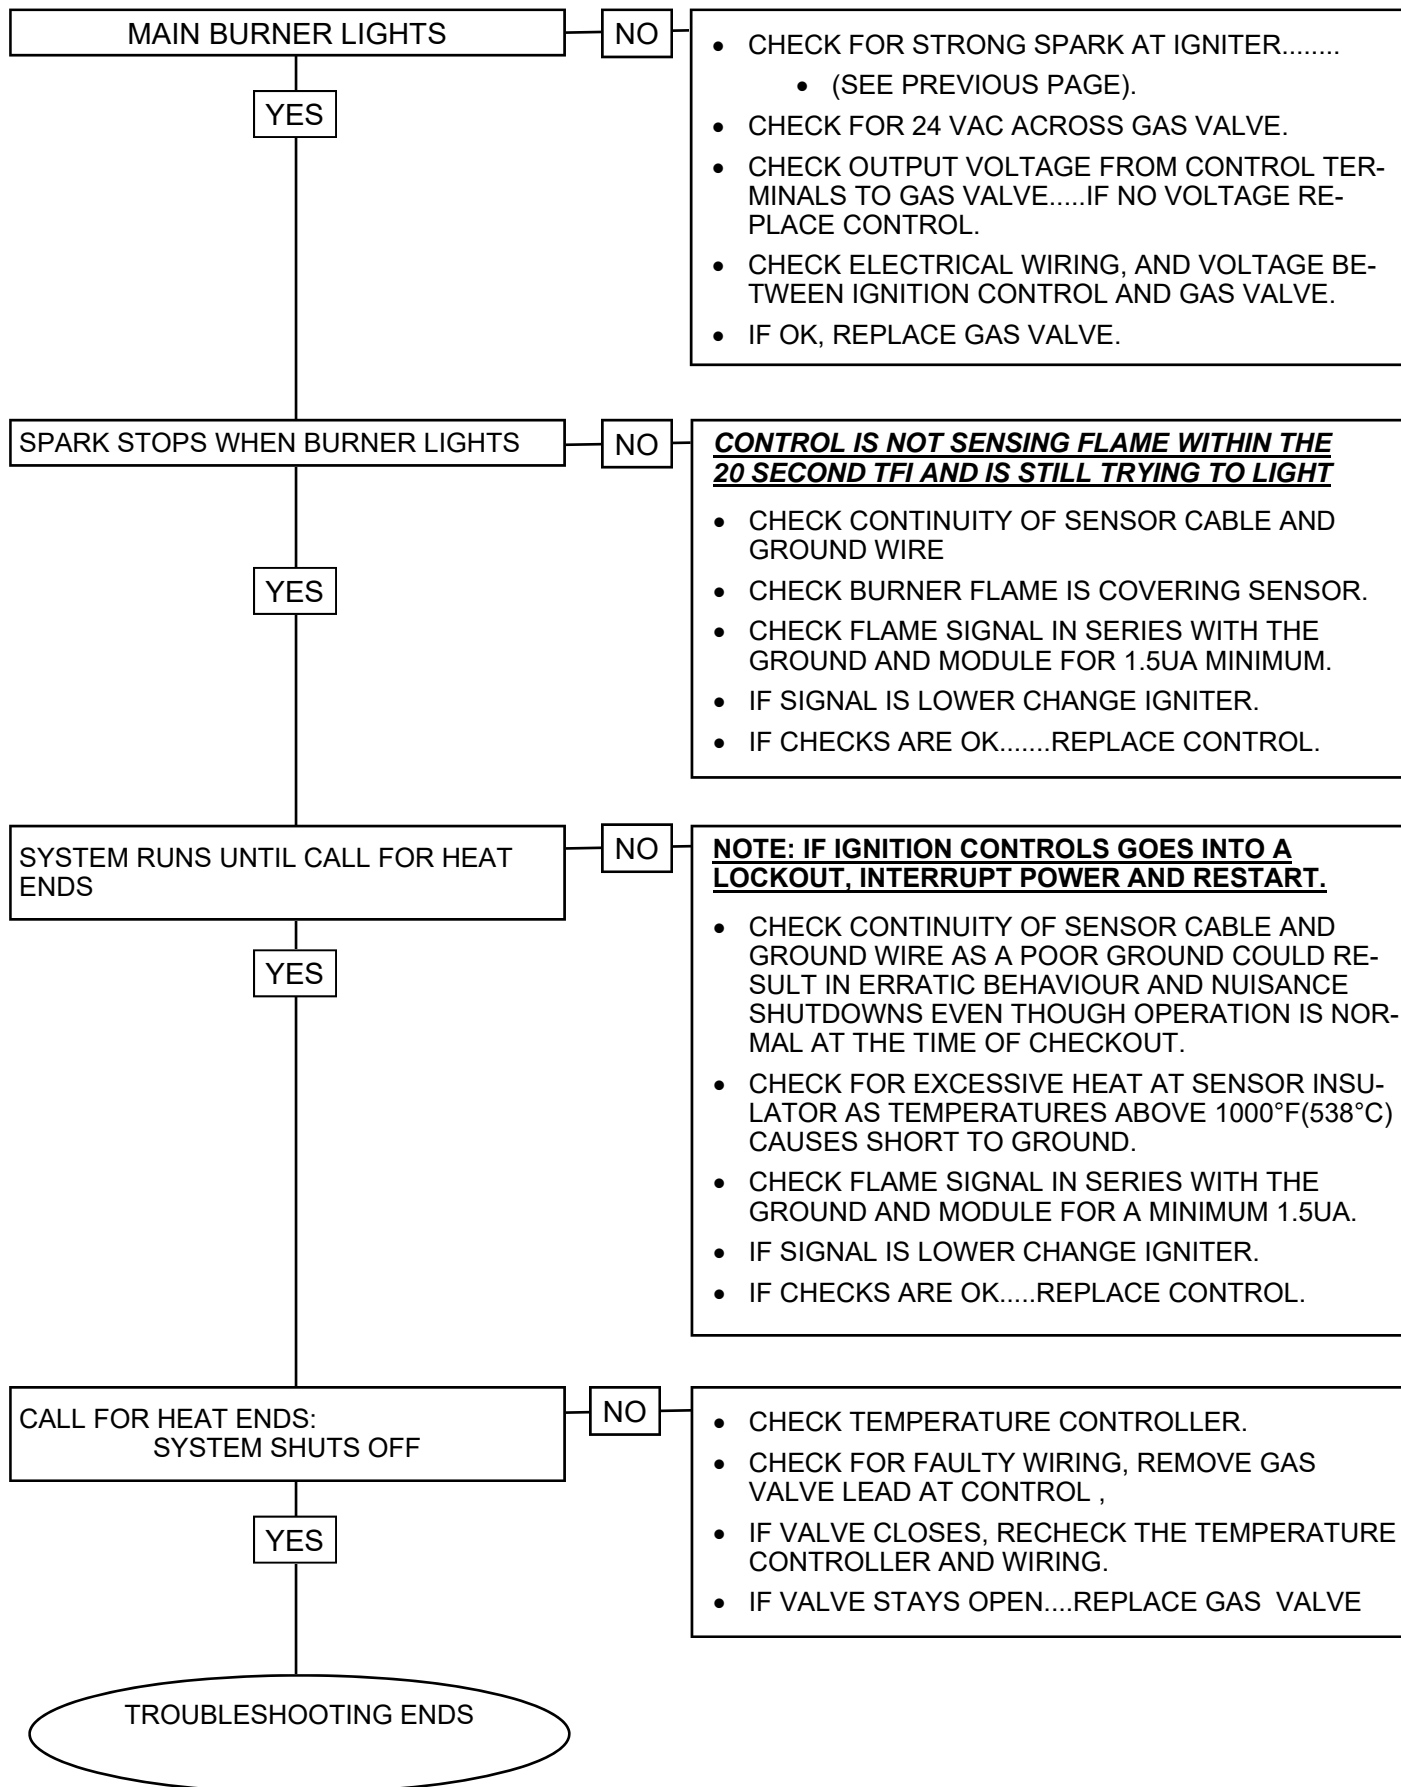 MAIN BURNER LIGHTS
NO
• CHECK FOR STRONG SPARK AT IGNITER........
• (SEE PREVIOUS PAGE).
• CHECK FOR 24 VAC ACROSS GAS VALVE.
• CHECK OUTPUT VOLTAGE FROM CONTROL TER-
MINALS TO GAS VALVE.....IF NO VOLTAGE RE-
PLACE CONTROL.
• CHECK ELECTRICAL WIRING, AND VOLTAGE BE-
TWEEN IGNITION CONTROL AND GAS VALVE.
• IF OK, REPLACE GAS VALVE.
YES
SPARK STOPS WHEN BURNER LIGHTS
NO
CONTROL IS NOT SENSING FLAME WITHIN THE
20 SECOND TFI AND IS STILL TRYING TO LIGHT
• CHECK CONTINUITY OF SENSOR CABLE AND
GROUND WIRE
• CHECK BURNER FLAME IS COVERING SENSOR.
• CHECK FLAME SIGNAL IN SERIES WITH THE
GROUND AND MODULE FOR 1.5UA MINIMUM.
• IF SIGNAL IS LOWER CHANGE IGNITER.
• IF CHECKS ARE OK.......REPLACE CONTROL.
YES
SYSTEM RUNS UNTIL CALL FOR HEAT
ENDS
NO
NOTE: IF IGNITION CONTROLS GOES INTO A
LOCKOUT, INTERRUPT POWER AND RESTART.
• CHECK CONTINUITY OF SENSOR CABLE AND
GROUND WIRE AS A POOR GROUND COULD RE-
SULT IN ERRATIC BEHAVIOUR AND NUISANCE
SHUTDOWNS EVEN THOUGH OPERATION IS NOR-
MAL AT THE TIME OF CHECKOUT.
• CHECK FOR EXCESSIVE HEAT AT SENSOR INSU-
LATOR AS TEMPERATURES ABOVE 1000°F(538°C)
CAUSES SHORT TO GROUND.
• CHECK FLAME SIGNAL IN SERIES WITH THE
GROUND AND MODULE FOR A MINIMUM 1.5UA.
• IF SIGNAL IS LOWER CHANGE IGNITER.
• IF CHECKS ARE OK.....REPLACE CONTROL.
YES
CALL FOR HEAT ENDS:
SYSTEM SHUTS OFF
NO
• CHECK TEMPERATURE CONTROLLER.
• CHECK FOR FAULTY WIRING, REMOVE GAS
VALVE LEAD AT CONTROL ,
• IF VALVE CLOSES, RECHECK THE TEMPERATURE
CONTROLLER AND WIRING.
• IF VALVE STAYS OPEN....REPLACE GAS  VALVE
YES
TROUBLESHOOTING ENDS